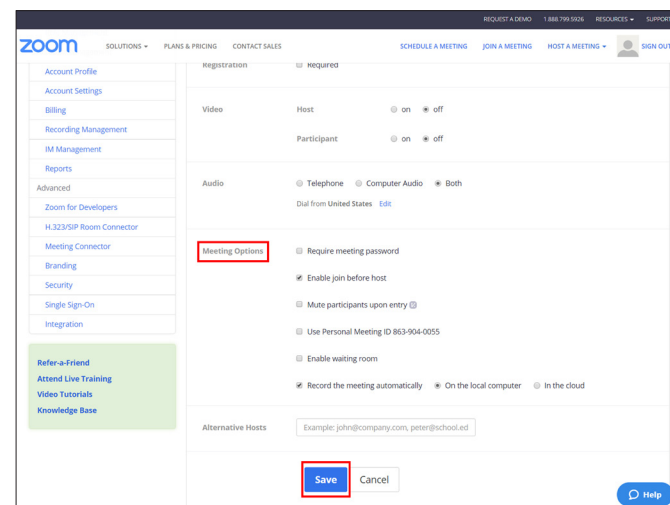 REQUEST A DEMO 1.888.799.5926 RESOURCES SUPPORT
zoom SOLUTIONS PLANS & PRICING CONTACT SALES SCHEDULE A MEETING JOIN A MEETING HOST A MEETING SIGN OUT
Account Profile
Account Settings
Billing
Recording Management
IM Management
Reports
Advanced
Zoom for Developers
H.323/SIP Room Connector
Meeting Connector
Branding
Security
Single Sign-On
Integration
Refer-a-Friend
Attend Live Training
Video Tutorials
Knowledge Base
Registration Required
Video Host on off
Participant on off
Audio Telephone Computer Audio Both
Dial from United States Edit
Meeting Options Require meeting password
Enable join before host
Mute participants upon entry
Use Personal Meeting ID 863-904-0055
Enable waiting room
Record the meeting automatically On the local computer In the cloud
Alternative Hosts Example: john@company.com, peter@school.ed
Save Cancel
Help